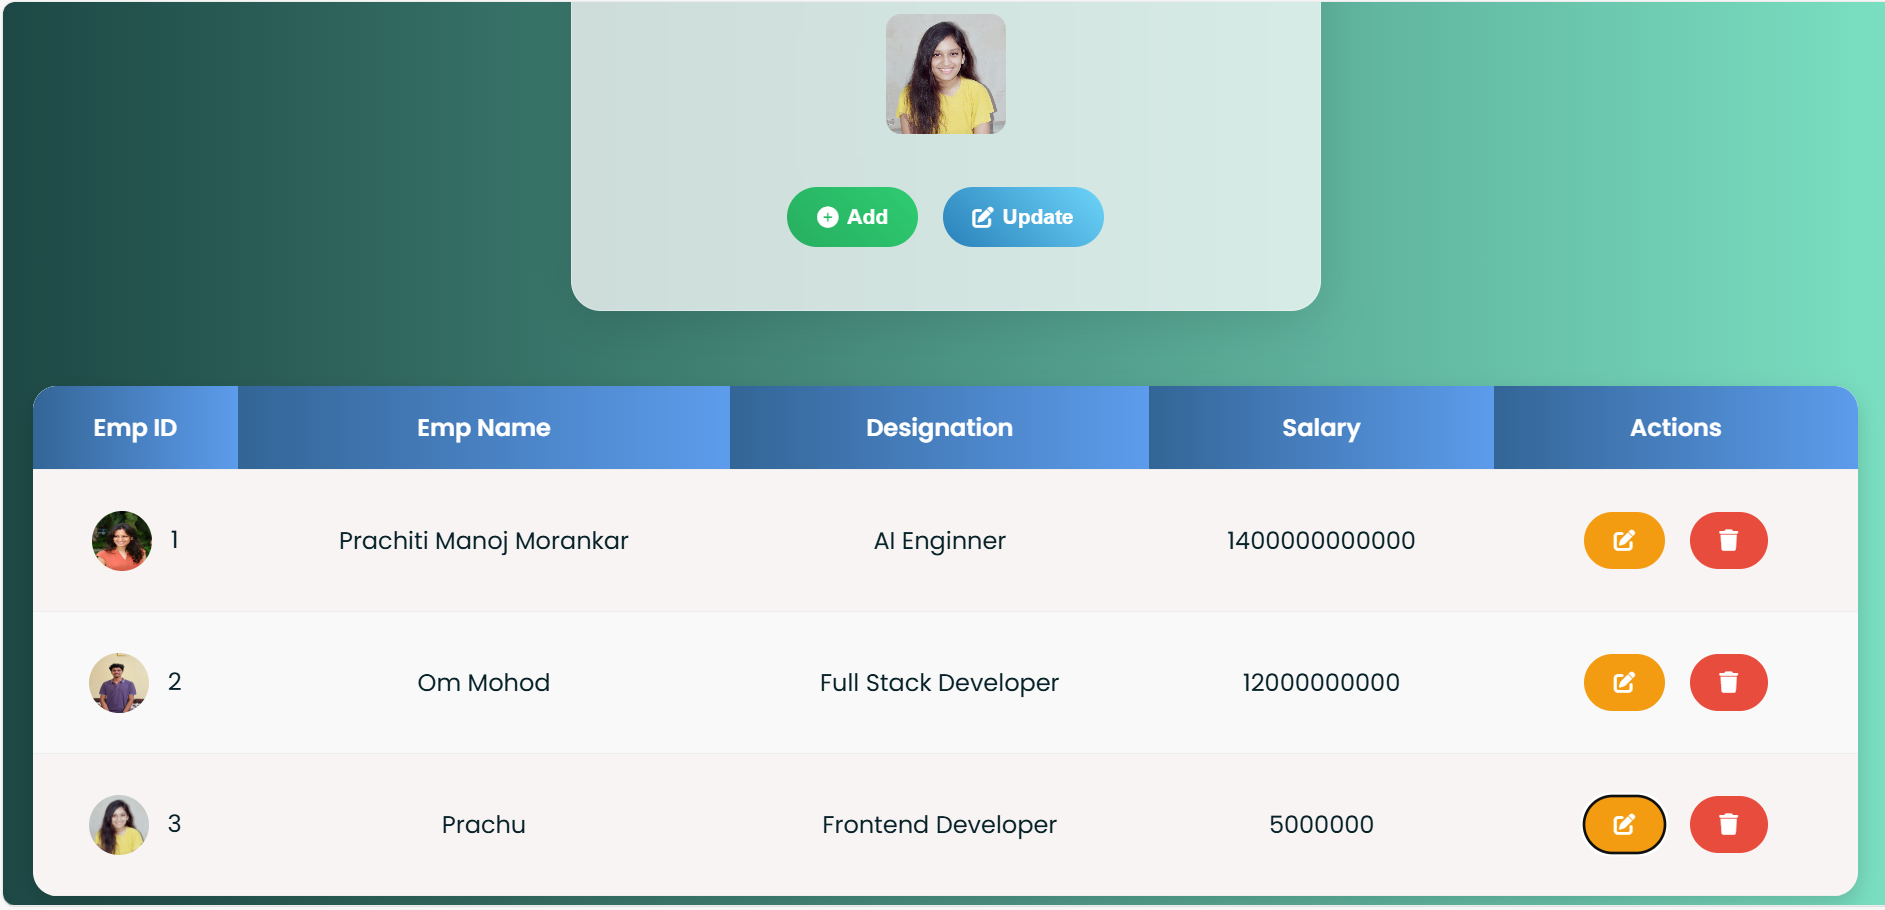 Add Update
Emp ID Emp Name Designation Salary Actions
1 Prachiti Manoj Morankar AI Enginner 1400000000000
2 Om Mohod Full Stack Developer 12000000000
3 Prachu Frontend Developer 5000000